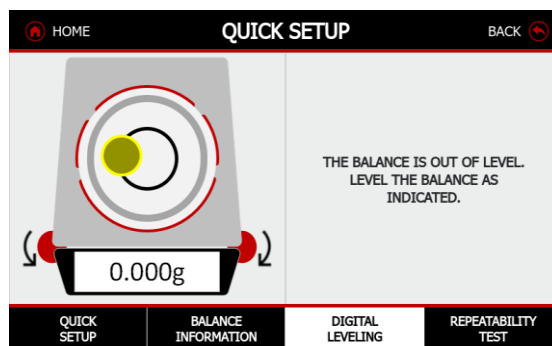 HOME
QUICK SETUP
BACK
THE BALANCE IS OUT OF LEVEL.
LEVEL THE BALANCE AS
INDICATED.
0.000g
QUICK
SETUP
BALANCE
INFORMATION
DIGITAL
LEVELING
REPEATABILITY
TEST